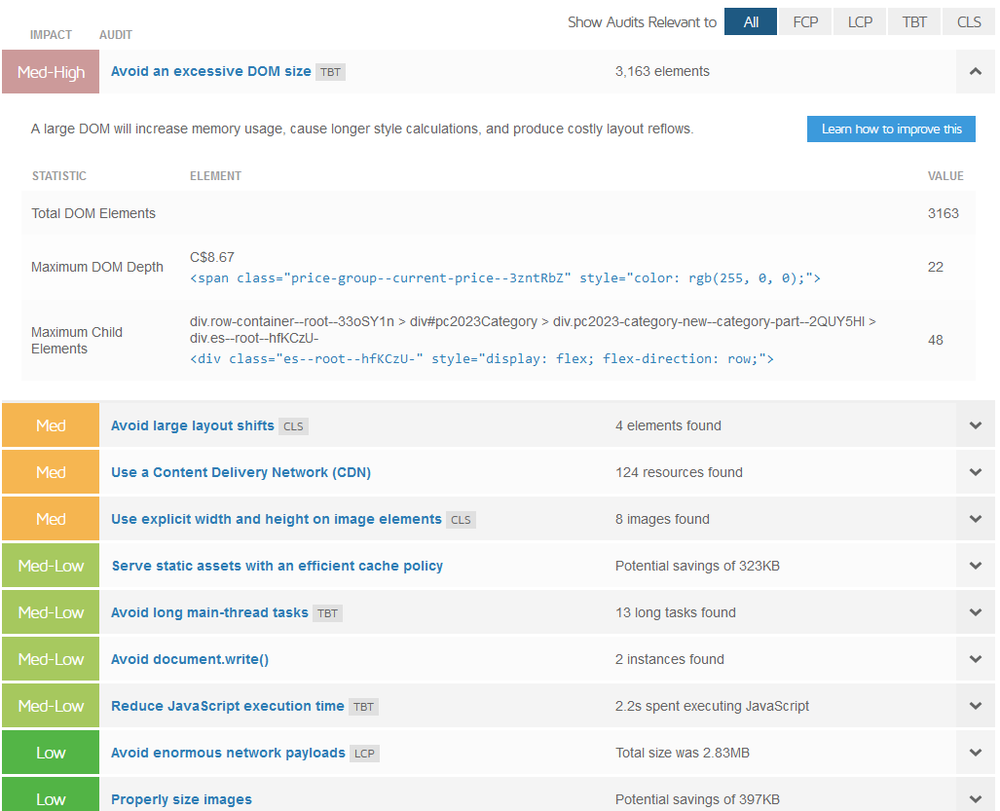 Show Audits Relevant to All FCP LCP TBT CLS
IMPACT AUDIT
Med-High Avoid an excessive DOM size TBT 3,163 elements
A large DOM will increase memory usage, cause longer style calculations, and produce costly layout reflows. Learn how to improve this
STATISTIC ELEMENT VALUE
Total DOM Elements 3163
C$8.67
Maximum DOM Depth 22
<span class="price-group--current-price--3zntRbZ" style="color: rgb(255, 0, 0);">
div.row-container--root--33oSY1n > div#pc2023Category > div.pc2023-category-new--category-part--2QUY5Hl >
Maximum Child
div.es--root--hfKCzU-
Elements 48
<div class="es--root--hfKCzU-" style="display: flex; flex-direction: row;">
Med Avoid large layout shifts CLS 4 elements found
Med Use a Content Delivery Network (CDN) 124 resources found
Med Use explicit width and height on image elements CLS 8 images found
Med-Low Serve static assets with an efficient cache policy Potential savings of 323KB
Med-Low Avoid long main-thread tasks TBT 13 long tasks found
Med-Low Avoid document.write() 2 instances found
Med-Low Reduce JavaScript execution time TBT 2.2s spent executing JavaScript
Low Avoid enormous network payloads LCP Total size was 2.83MB
Low Properly size images Potential savings of 397KB